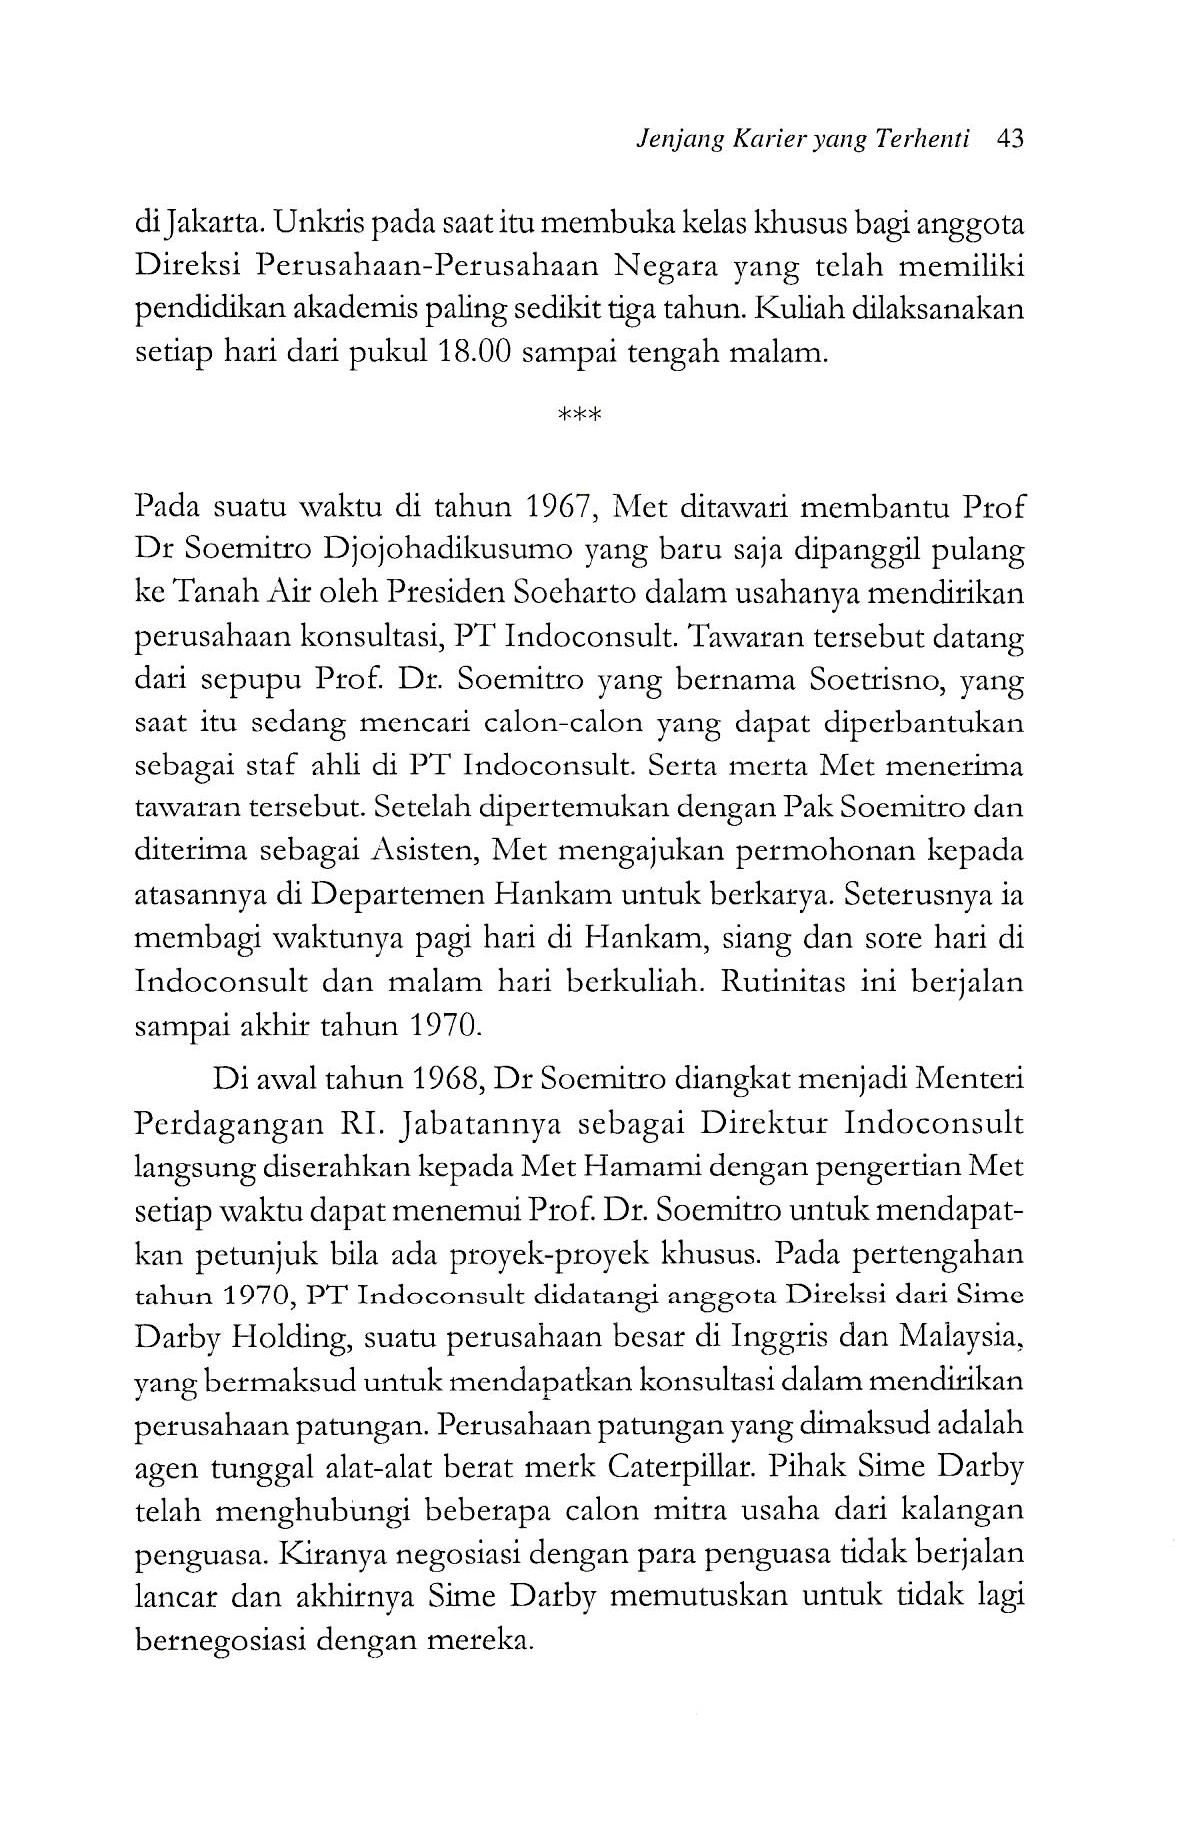 Jenjang Karier yang Terhenti 43
di Jakarta. Unkris pada saat itu membuka kelas khusus bagi anggota
Direksi Perusahaan-Perusahaan Negara yang telah memiliki
pendidikan akademis paling sedikit tiga tahun. Kuliah dilaksanakan
setiap hari dari pukul 18.00 sampai tengah malam.
***
Pada suatu waktu di tahun 1967, Met ditawari membantu Prof
Dr Soemitro Djojohadikusumo yang baru saja dipanggil pulang
ke Tanah Air oleh Presiden Soeharto dalam usahanya mendirikan
perusahaan konsultasi, PT Indoconsult. Tawaran tersebut datang
dari sepupu Prof. Dr. Soemitro yang bernama Soetrisno, yang
saat itu sedang mencari calon-calon yang dapat diperbantukan
sebagai staf ahli di PT Indoconsult. Serta merta Met menerima
tawaran tersebut. Setelah dipertemukan dengan Pak Soemitro dan
diterima sebagai Asisten, Met mengajukan permohonan kepada
atasannya di Departemen Hankam untuk berkarya. Seterusnya ia
membagi waktunya pagi hari di Hankam, siang dan sore hari di
Indoconsult dan malam hari berkuliah. Rutinitas ini berjalan
sampai akhir tahun 1970.
Di awal tahun 1968, Dr Soemitro diangkat menjadi Menteri
Perdagangan RI. Jabatannya sebagai Direktur Indoconsult
langsung diserahkan kepada Met Hamami dengan pengertian Met
setiap waktu dapat menemui Prof. Dr. Soemitro untuk mendapat-
kan petunjuk bila ada proyek-proyek khusus. Pada pertengahan
tahun 1970, PT Indoconsult didatangi anggota Direksi dari Sime
Darby Holding, suatu perusahaan besar di Inggris dan Malaysia,
yang bermaksud untuk mendapatkan konsultasi dalam mendirikan
perusahaan patungan. Perusahaan patungan yang dimaksud adalah
agen tunggal alat-alat berat merk Caterpillar. Pihak Sime Darby
telah menghubungi beberapa calon mitra usaha dari kalangan
penguasa. Kiranya negosiasi dengan para penguasa tidak berjalan
lancar dan akhirnya Sime Darby memutuskan untuk tidak lagi
bernegosiasi dengan mereka.